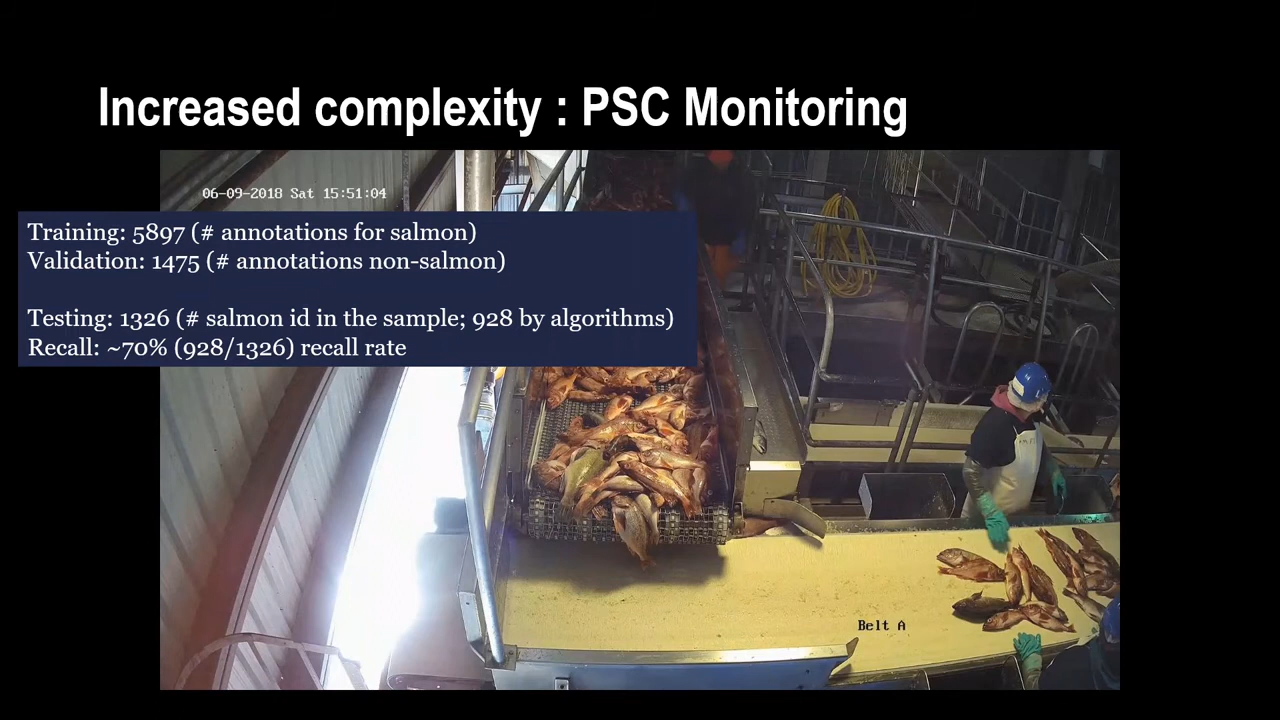 Increased complexity : PSC Monitoring
06-09-2018 Sat 15:51:04
Training: 5897 (# annotations for salmon)
Validation: 1475 (# annotations non-salmon)
Testing: 1326 (# salmon id in the sample; 928 by algorithms)
Recall: ~70% (928/1326) recall rate
Belt A